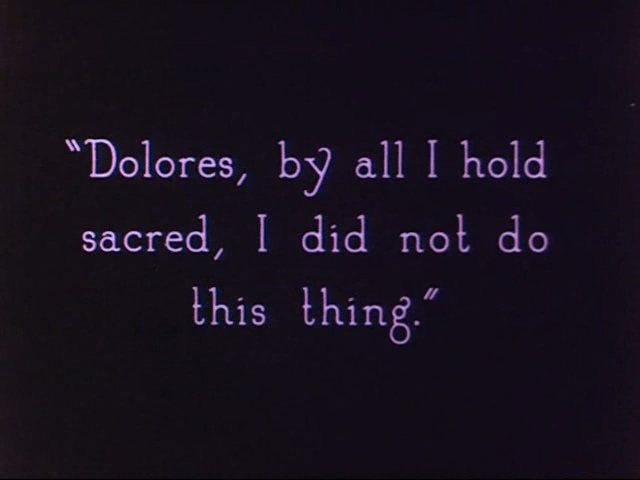 "Dolores, by all I hold
sacred, I did not do
this thing."